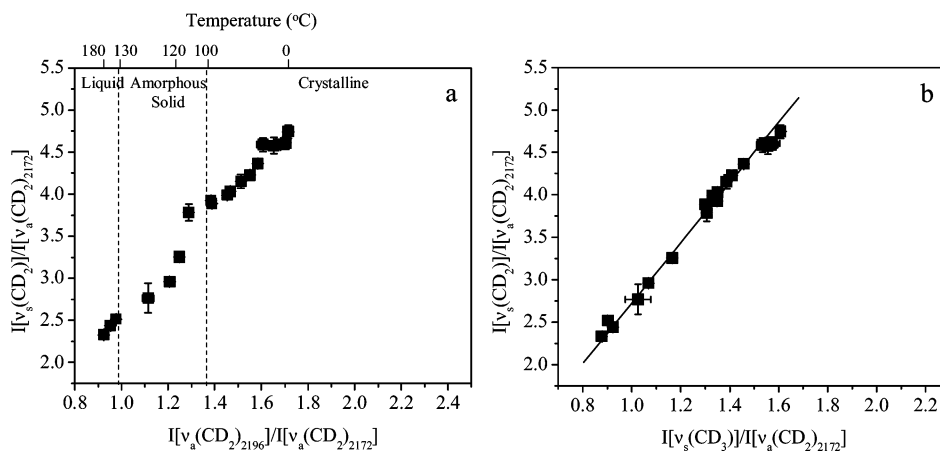 Temperature (°C)
180 130 120 100 0
Liquid Amorphous Solid Crystalline
a
5.5
5.0
4.5
4.0
3.5
3.0
2.5
2.0
I[νs(CD2)]/I[νa(CD2)2172]
0.8 1.0 1.2 1.4 1.6 1.8 2.0 2.2 2.4
I[νa(CD2)2196]/I[νa(CD2)2172]
b
5.5
5.0
4.5
4.0
3.5
3.0
2.5
2.0
I[νs(CD2)]/I[νa(CD2)2172]
0.8 1.0 1.2 1.4 1.6 1.8 2.0 2.2
I[νs(CD3)]/I[νa(CD2)2172]